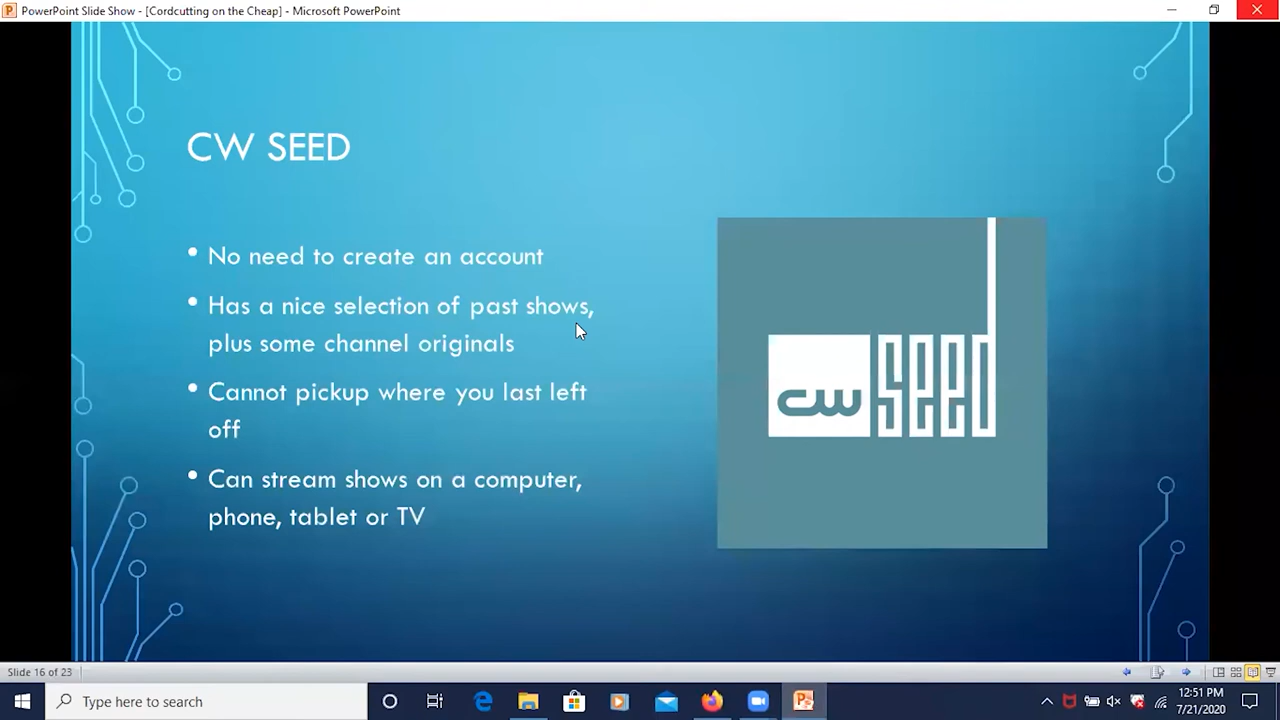 PowerPoint Slide Show - [Cordcutting on the Cheap] - Microsoft PowerPoint
CW SEED
• No need to create an account
• Has a nice selection of past shows,
plus some channel originals
• Cannot pickup where you last left
off
• Can stream shows on a computer,
phone, tablet or TV
cw seed
Slide 16 of 23
Type here to search
12:51 PM
7/21/2020